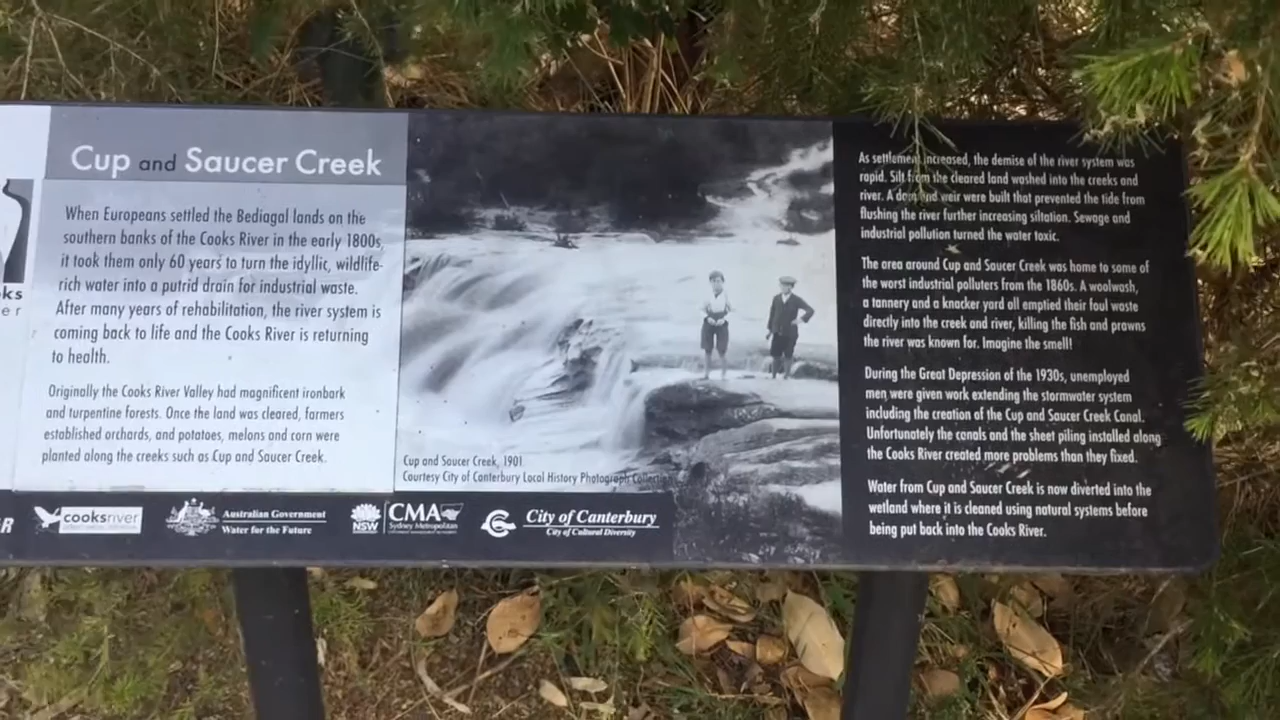 Cup and Saucer Creek
When Europeans settled the Bediagal lands on the
southern banks of the Cooks River in the early 1800s,
it took them only 60 years to turn the idyllic, wildlife-
rich water into a putrid drain for industrial waste.
After many years of rehabilitation, the river system is
coming back to life and the Cooks River is returning
to health.
Originally the Cooks River Valley had magnificent ironbark
and turpentine forests. Once the land was cleared, farmers
established orchards, and potatoes, melons and corn were
planted along the creeks such as Cup and Saucer Creek.
Cup and Saucer Creek, 1901
Courtesy City of Canterbury Local History Photograph Collection
As settlement increased, the demise of the river system was
rapid. Silt from the cleared land washed into the creeks and
river. A dam and weir were built that prevented the tide from
flushing the river further increasing siltation. Sewage and
industrial pollution turned the water toxic.
The area around Cup and Saucer Creek was home to some of
the worst industrial polluters from the 1860s. A woolwash,
a tannery and a knacker yard all emptied their foul waste
directly into the creek and river, killing the fish and prawns
the river was known for. Imagine the smell!
During the Great Depression of the 1930s, unemployed
men were given work extending the stormwater system
including the creation of the Cup and Saucer Creek Canal.
Unfortunately the canals and the sheet piling installed along
the Cooks River created more problems than they fixed.
Water from Cup and Saucer Creek is now diverted into the
wetland where it is cleaned using natural systems before
being put back into the Cooks River.
cooksriver
Australian Government
Water for the Future
NSW
CMA
Sydney Metropolitan
City of Canterbury
City of Cultural Diversity